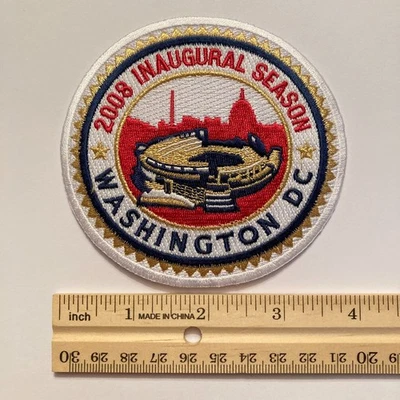 2008 INAUGURAL SEASON
WASHINGTON DC
inch 1 MADE IN CHINA 2 3 4
30 29 28 27 26 25 24 23 22 21 20 19